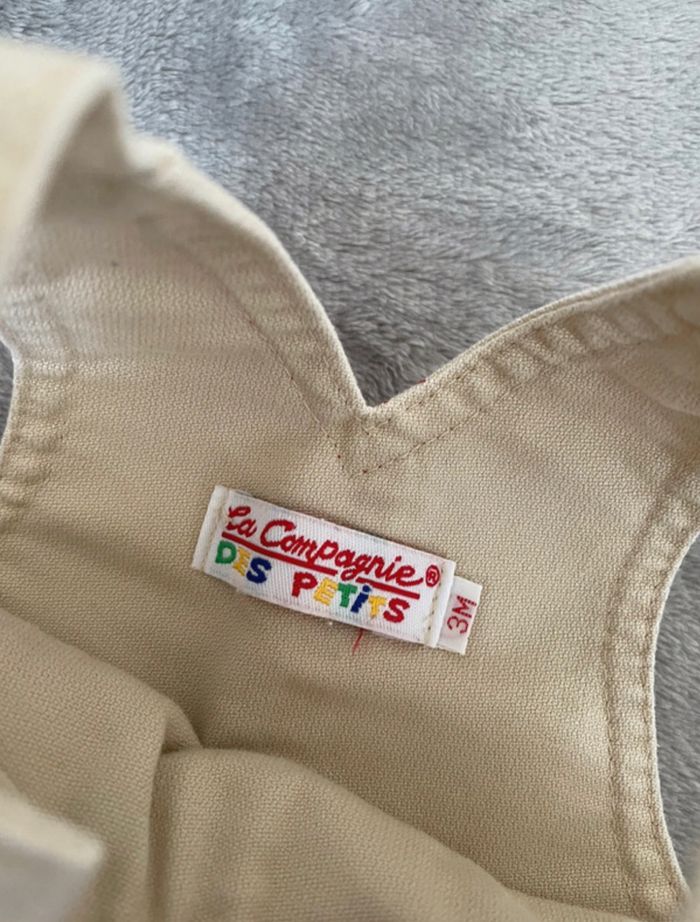 La Compagnie®
DES PETITS
3M